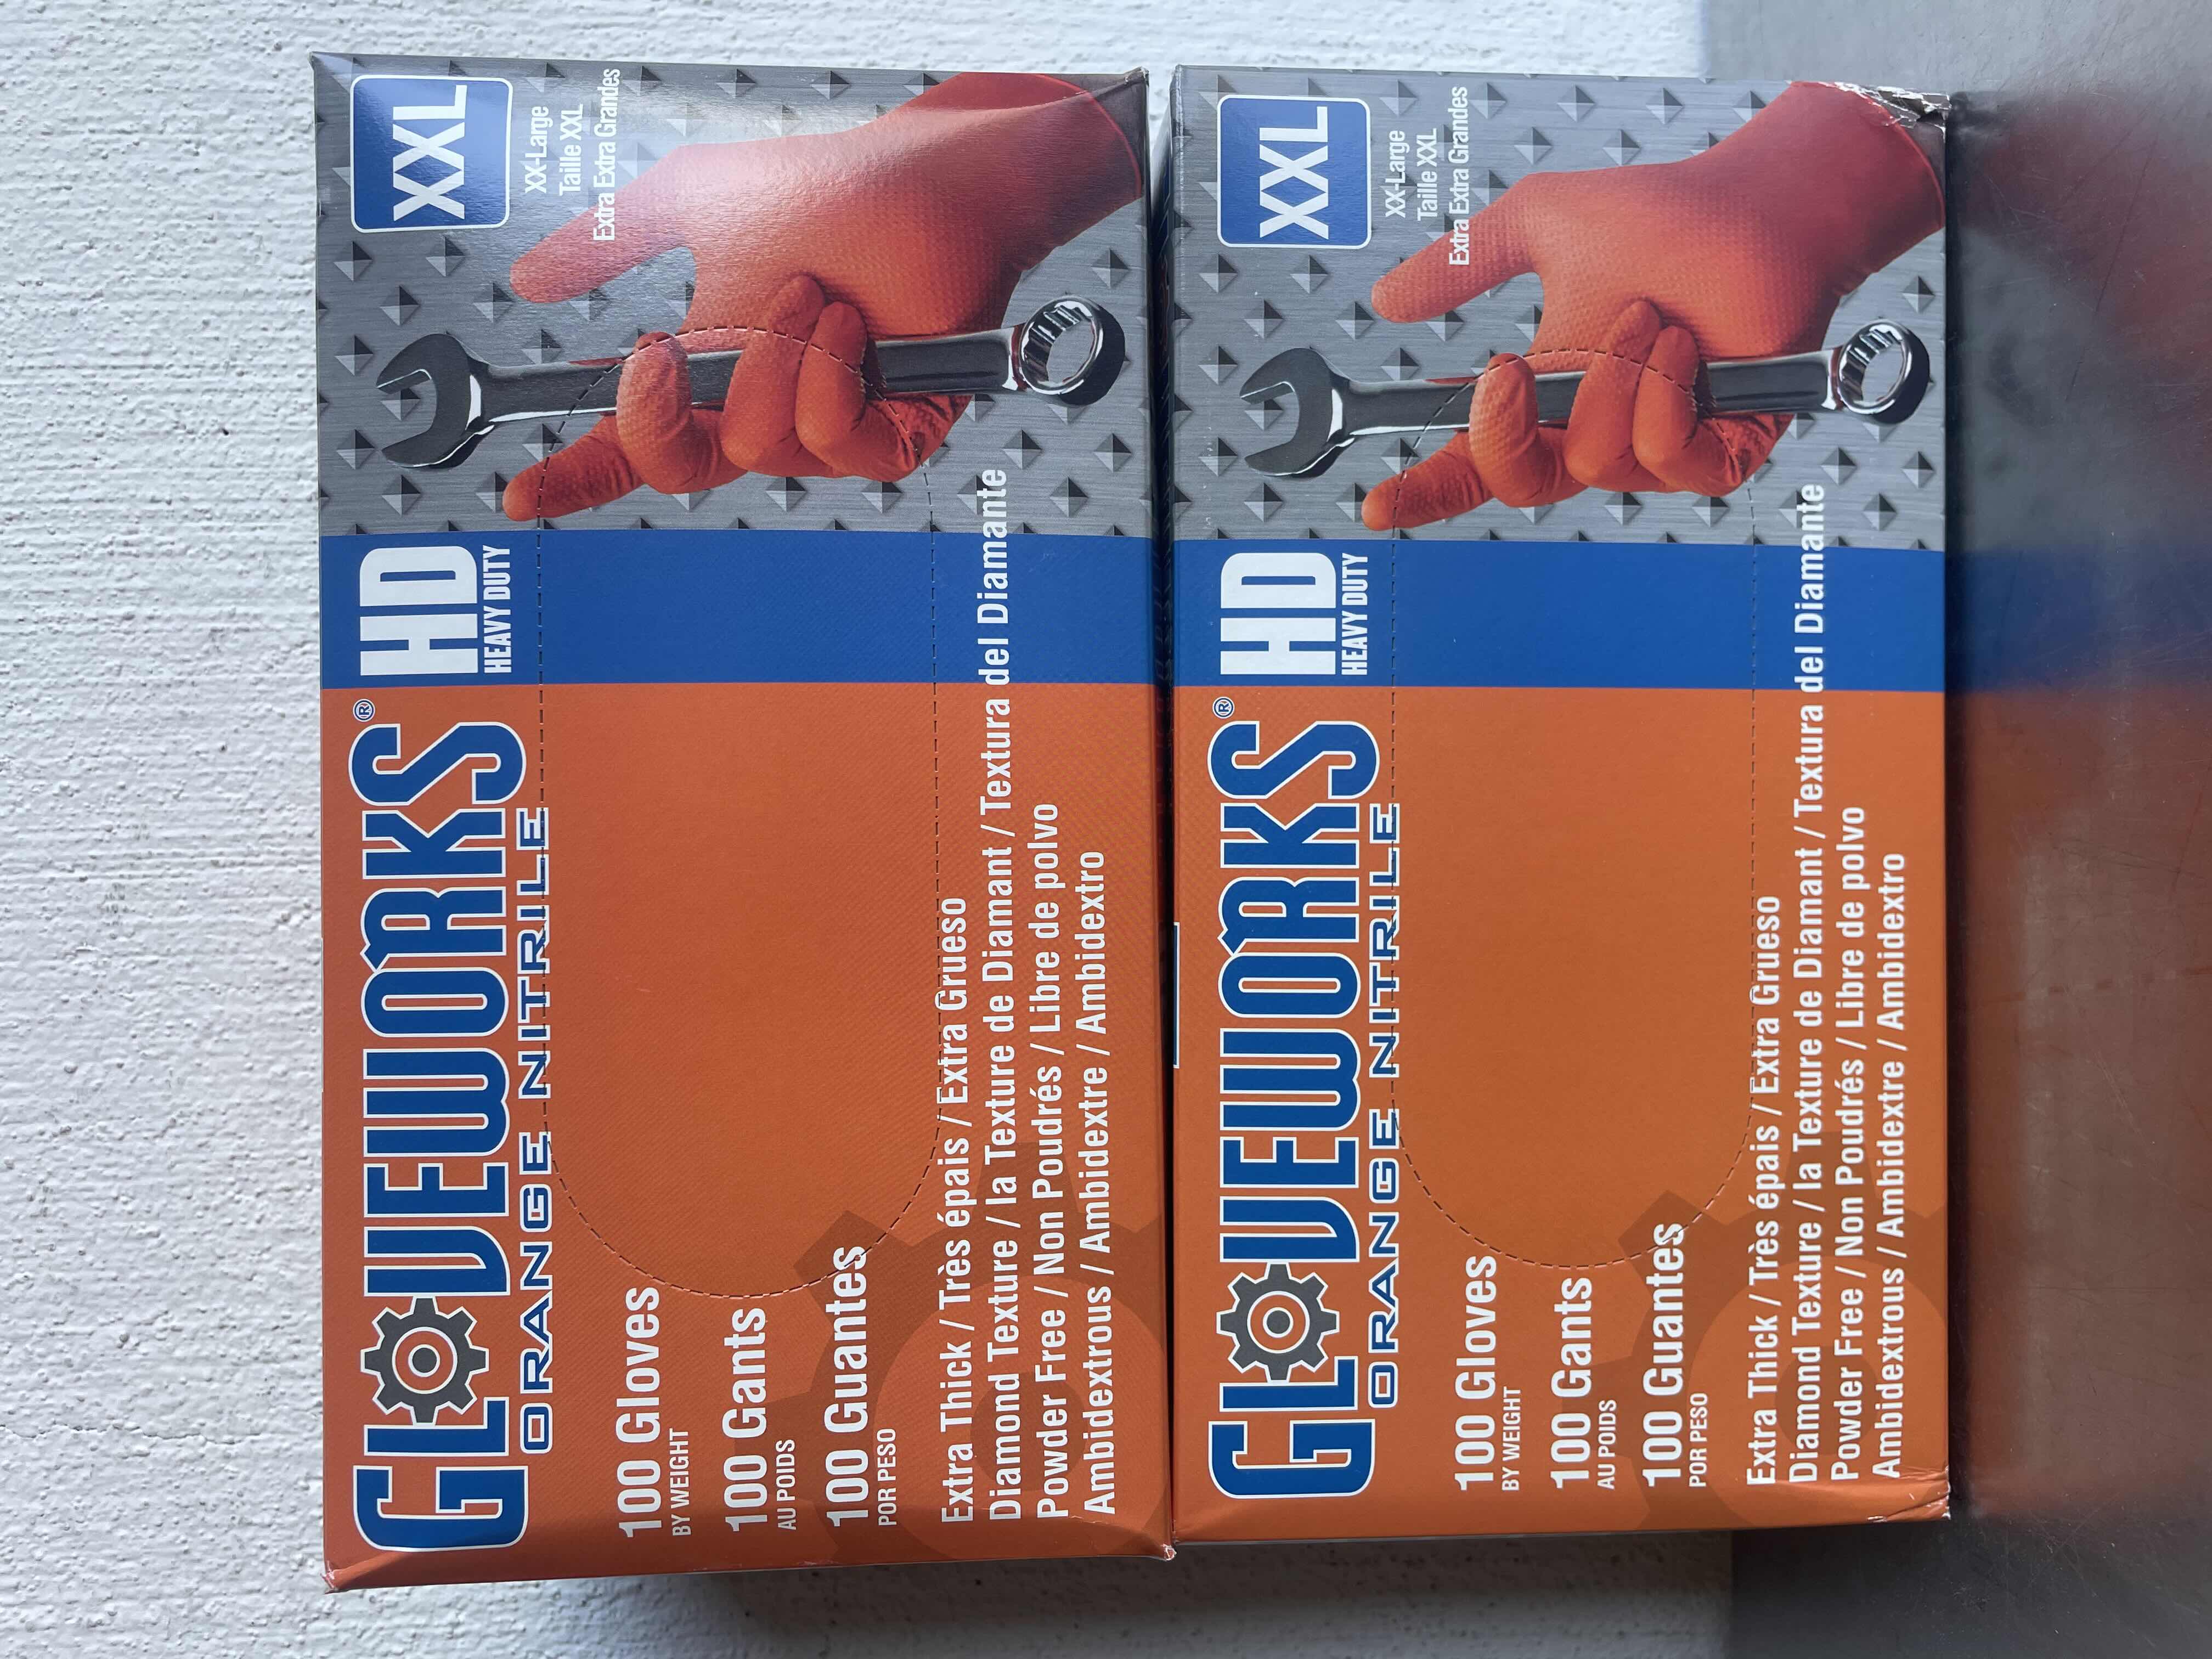 GLOVEWORKS® HD
HEAVY DUTY
ORANGE NITRILE
XXL
XX-Large
Taille XXL
Extra Extra Grandes
100 Gloves
BY WEIGHT
100 Gants
AU POIDS
100 Guantes
POR PESO
Extra Thick / Très épais / Extra Grueso
Diamond Texture / la Texture de Diamant / Textura del Diamante
Powder Free / Non Poudrés / Libre de polvo
Ambidextrous / Ambidextre / Ambidextro
GLOVEWORKS® HD
HEAVY DUTY
ORANGE NITRILE
XXL
XX-Large
Taille XXL
Extra Extra Grandes
100 Gloves
BY WEIGHT
100 Gants
AU POIDS
100 Guantes
POR PESO
Extra Thick / Très épais / Extra Grueso
Diamond Texture / la Texture de Diamant / Textura del Diamante
Powder Free / Non Poudrés / Libre de polvo
Ambidextrous / Ambidextre / Ambidextro